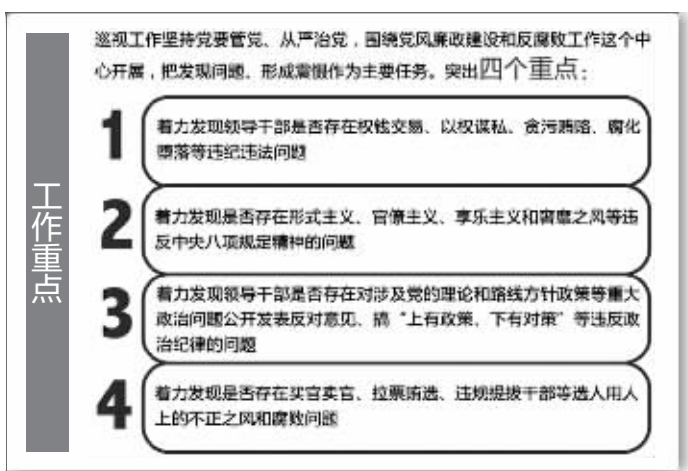 工作重点
巡视工作坚持党要管党、从严治党，围绕党风廉政建设和反腐败工作这个中
心开展，把发现问题、形成震慑作为主要任务。突出四个重点：
1
着力发现领导干部是否存在权钱交易、以权谋私、贪污贿赂、腐化
堕落等违纪违法问题
2
着力发现是否存在形式主义、官僚主义、享乐主义和奢靡之风等违
反中央八项规定精神的问题
3
着力发现领导干部是否存在对涉及党的理论和路线方针政策等重大
政治问题公开发表反对意见、搞“上有政策、下有对策”等违反政
治纪律的问题
4
着力发现是否存在买官卖官、拉票贿选、违规提拔干部等选人用人
上的不正之风和腐败问题